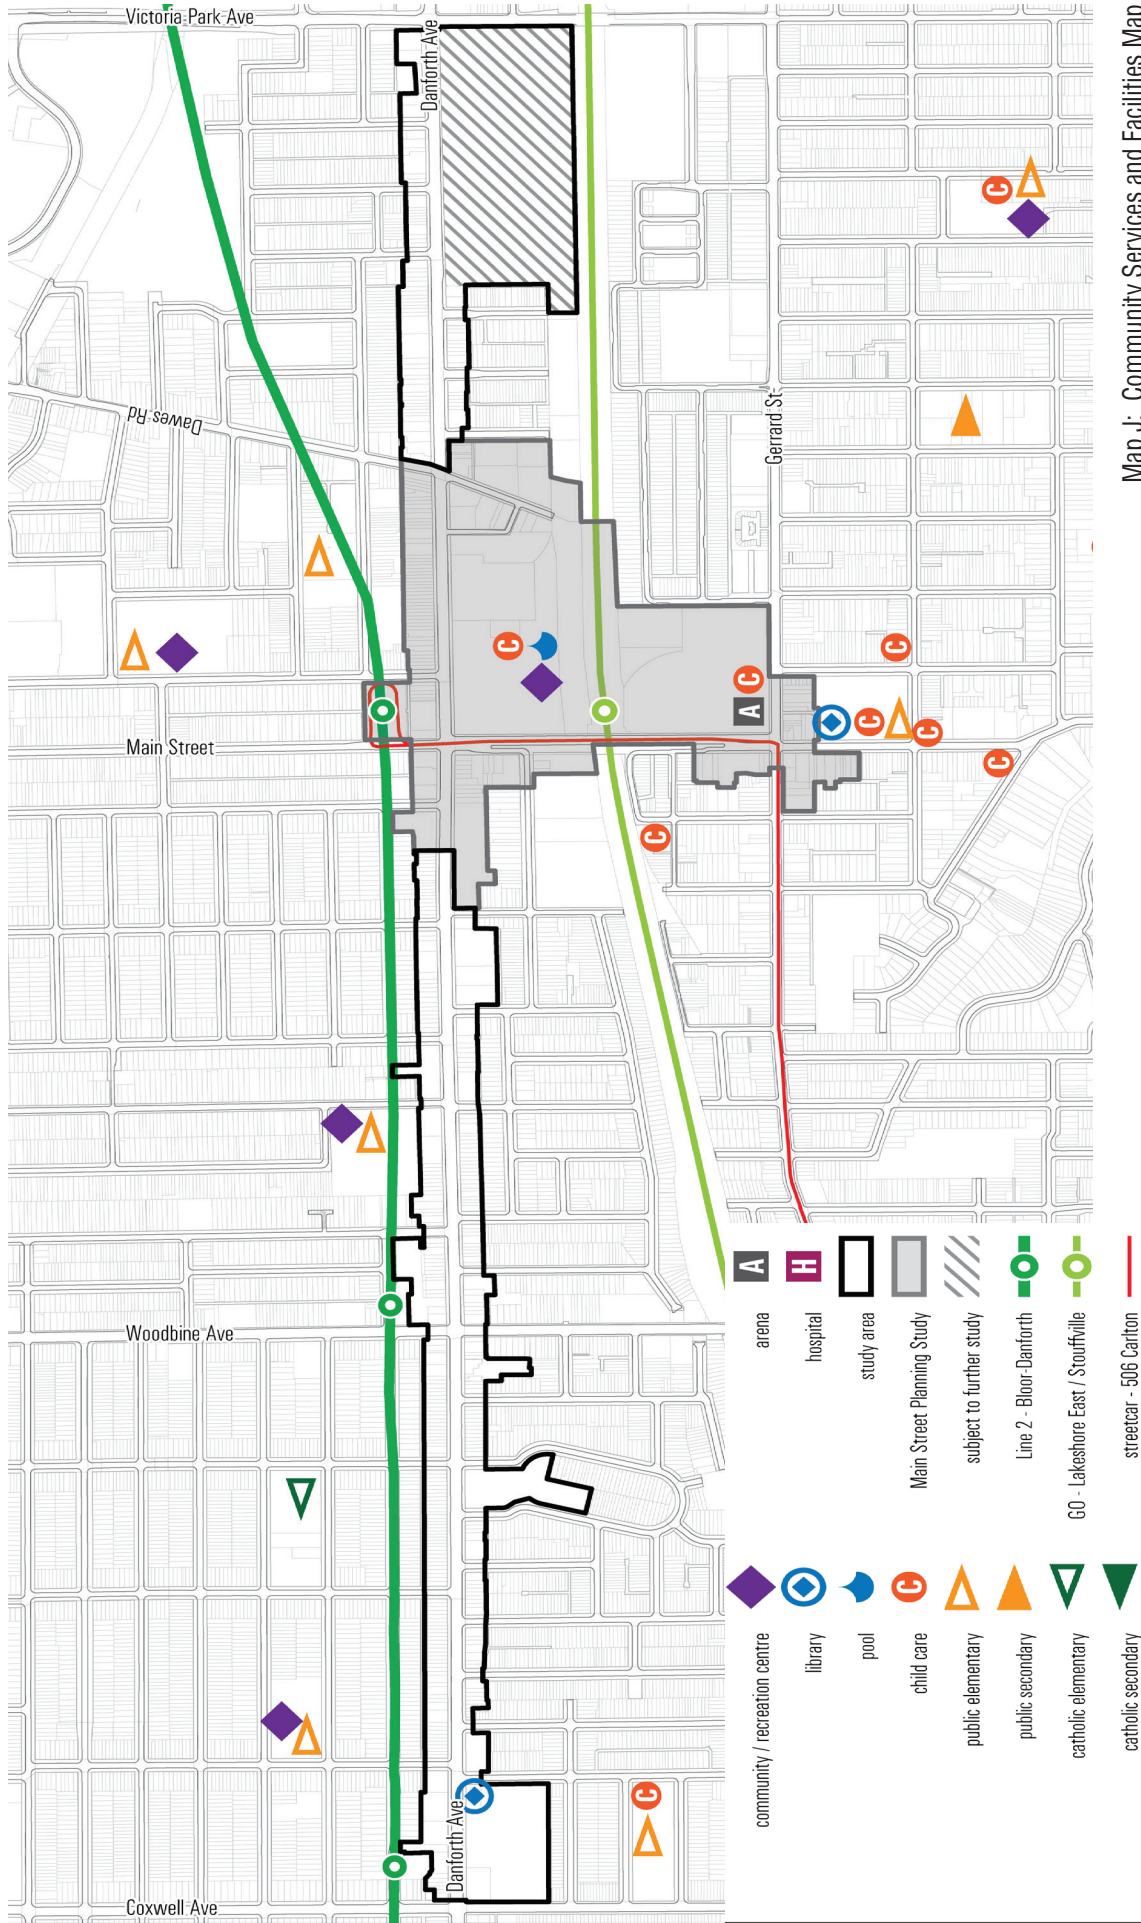 Victoria Park Ave
Danforth Ave
Dawes Rd
Gerrard St
Main Street
Woodbine Ave
Danforth Ave
Coxwell Ave
C
C
C
A
C
C
C
C
C
C
community / recreation centre
library
pool
C child care
public elementary
public secondary
catholic elementary
catholic secondary
A arena
H hospital
study area
Main Street Planning Study
subject to further study
Line 2 - Bloor-Danforth
GO - Lakeshore East / Stouffville
streetcar - 506 Carlton
Map J: Community Services and Facilities Map